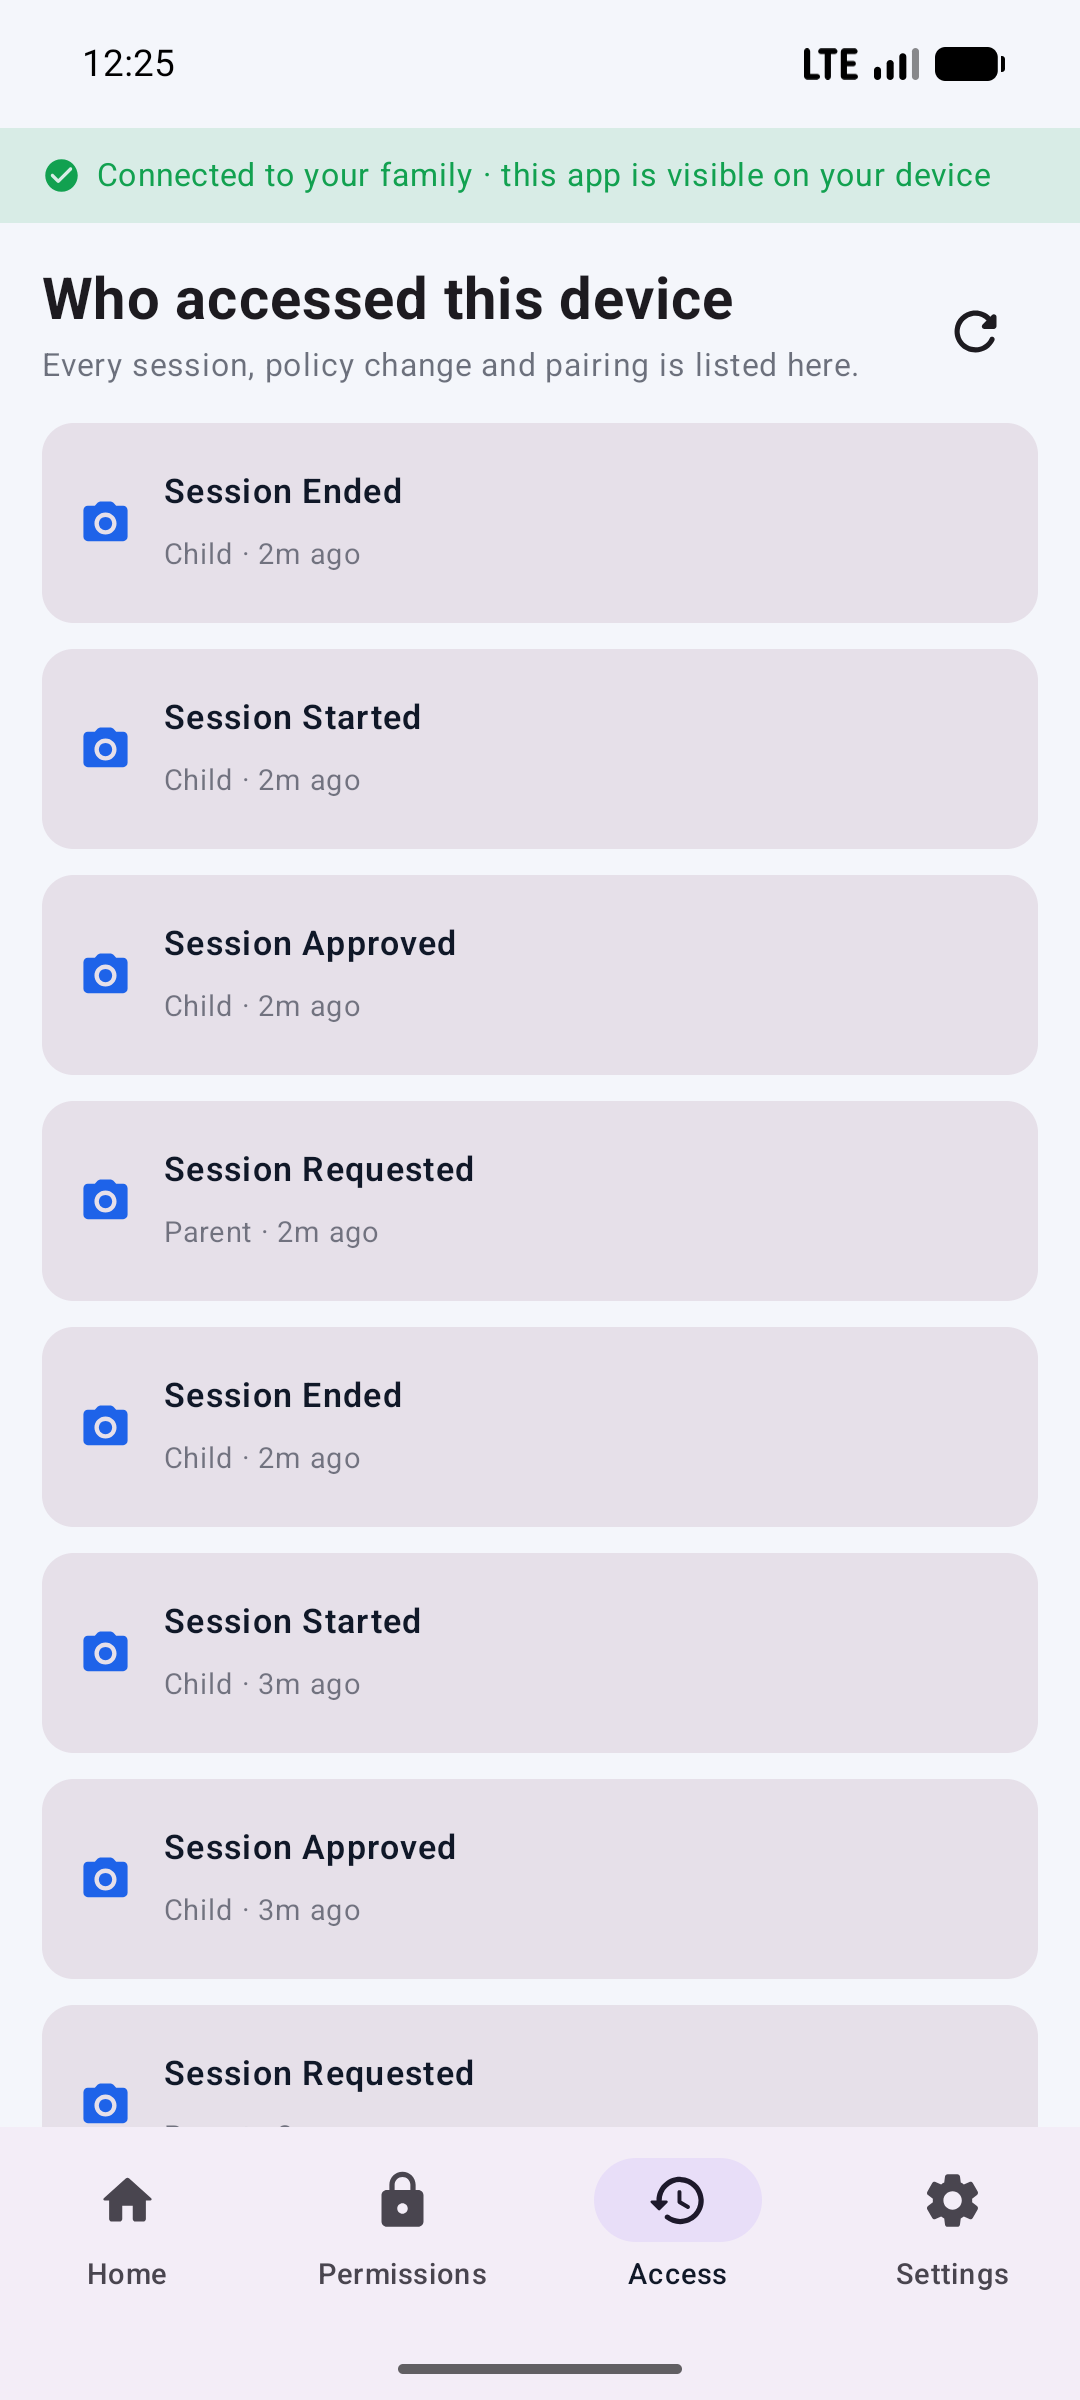 12:25
LTE
Connected to your family · this app is visible on your device
Who accessed this device
Every session, policy change and pairing is listed here.
Session Ended
Child · 2m ago
Session Started
Child · 2m ago
Session Approved
Child · 2m ago
Session Requested
Parent · 2m ago
Session Ended
Child · 2m ago
Session Started
Child · 3m ago
Session Approved
Child · 3m ago
Session Requested
Home
Permissions
Access
Settings